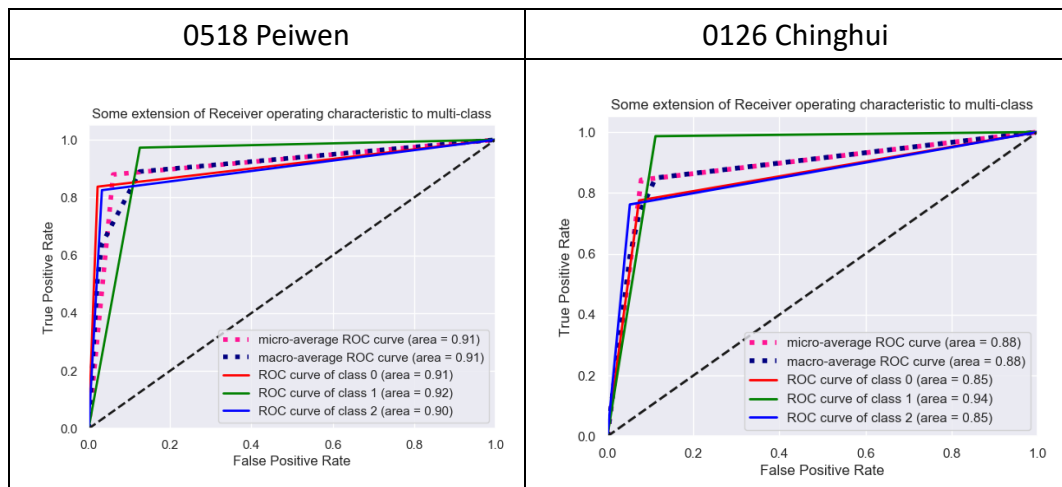 0518 Peiwen
0126 Chinghui
Some extension of Receiver operating characteristic to multi-class
1.0
0.8
0.6
0.4
0.2
0.0
True Positive Rate
micro-average ROC curve (area = 0.91)
macro-average ROC curve (area = 0.91)
ROC curve of class 0 (area = 0.91)
ROC curve of class 1 (area = 0.92)
ROC curve of class 2 (area = 0.90)
0.0 0.2 0.4 0.6 0.8 1.0
False Positive Rate
Some extension of Receiver operating characteristic to multi-class
1.0
0.8
0.6
0.4
0.2
0.0
True Positive Rate
micro-average ROC curve (area = 0.88)
macro-average ROC curve (area = 0.88)
ROC curve of class 0 (area = 0.85)
ROC curve of class 1 (area = 0.94)
ROC curve of class 2 (area = 0.85)
0.0 0.2 0.4 0.6 0.8 1.0
False Positive Rate